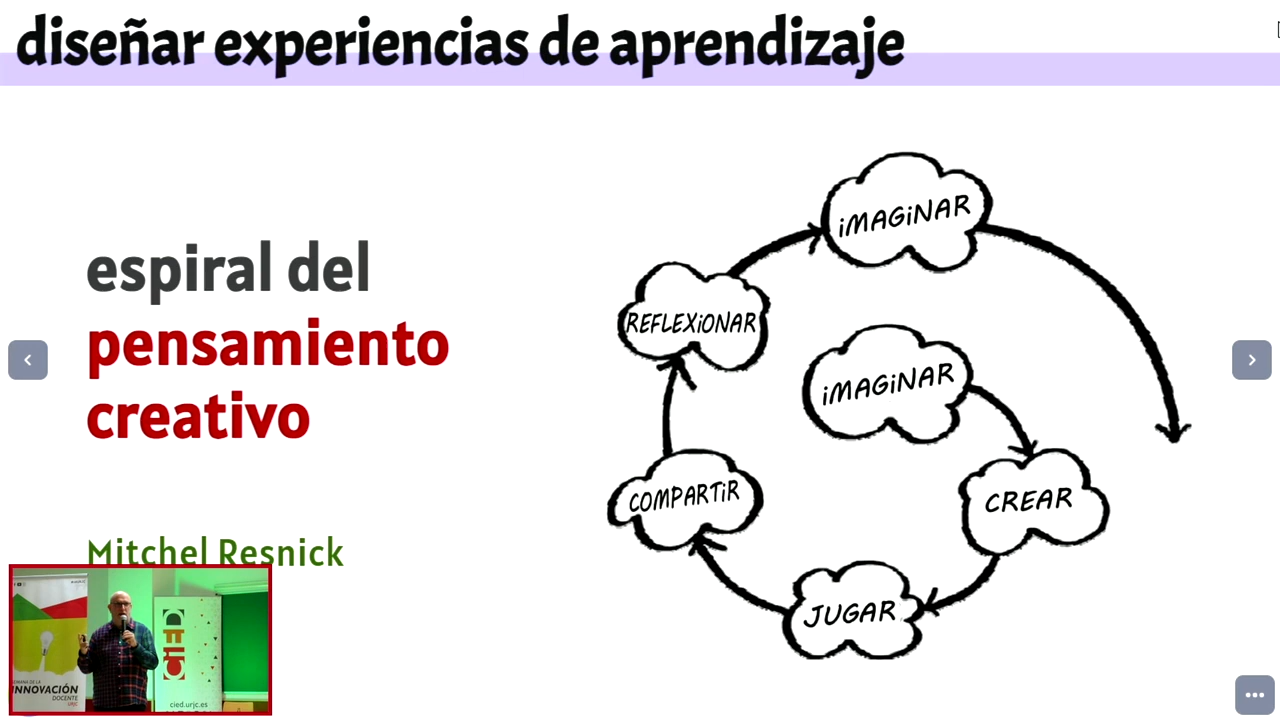 diseñar experiencias de aprendizaje
espiral del
pensamiento
creativo
Mitchel Resnick
iMAGiNAR
REFLEXiONAR
iMAGiNAR
COMPARTiR
CREAR
JUGAR
INNOVACIÓN
DOCENTE
CIED
cied.urjc.es